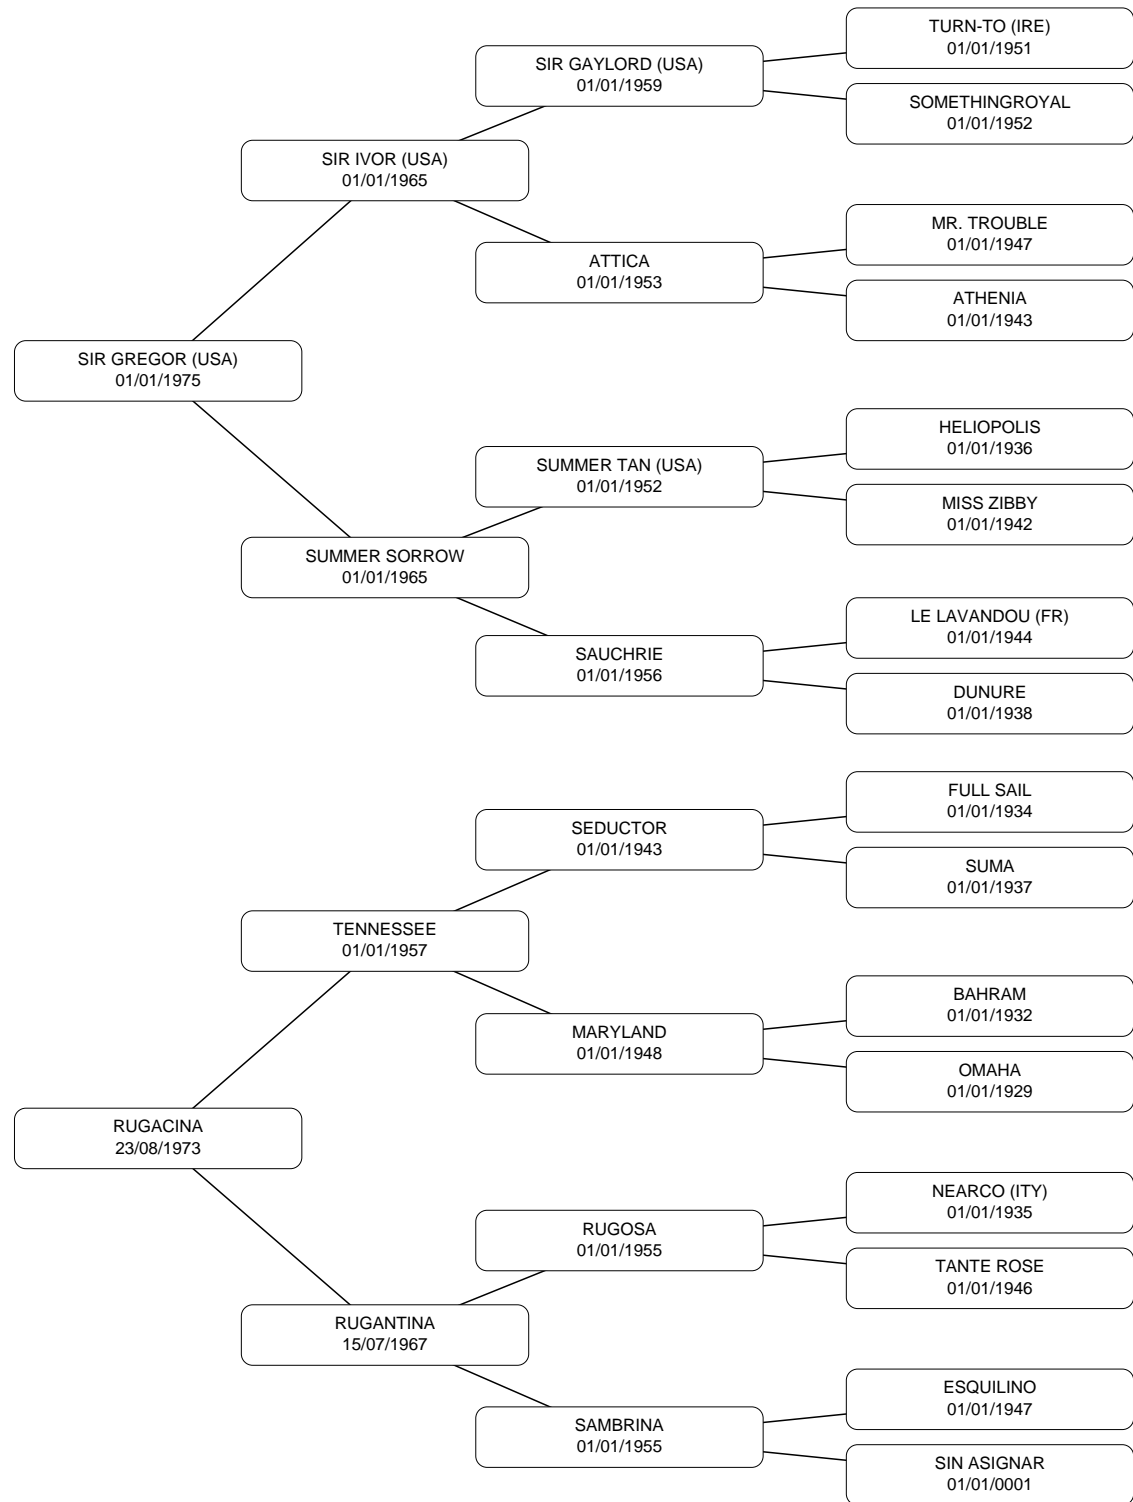 TURN-TO (IRE)
01/01/1951
SIR GAYLORD (USA)
01/01/1959
SOMETHINGROYAL
01/01/1952
SIR IVOR (USA)
01/01/1965
MR. TROUBLE
01/01/1947
ATTICA
01/01/1953
ATHENIA
01/01/1943
SIR GREGOR (USA)
01/01/1975
HELIOPOLIS
01/01/1936
SUMMER TAN (USA)
01/01/1952
MISS ZIBBY
01/01/1942
SUMMER SORROW
01/01/1965
LE LAVANDOU (FR)
01/01/1944
SAUCHRIE
01/01/1956
DUNURE
01/01/1938
FULL SAIL
01/01/1934
SEDUCTOR
01/01/1943
SUMA
01/01/1937
TENNESSEE
01/01/1957
BAHRAM
01/01/1932
MARYLAND
01/01/1948
OMAHA
01/01/1929
RUGACINA
23/08/1973
NEARCO (ITY)
01/01/1935
RUGOSA
01/01/1955
TANTE ROSE
01/01/1946
RUGANTINA
15/07/1967
ESQUILINO
01/01/1947
SAMBRINA
01/01/1955
SIN ASIGNAR
01/01/0001